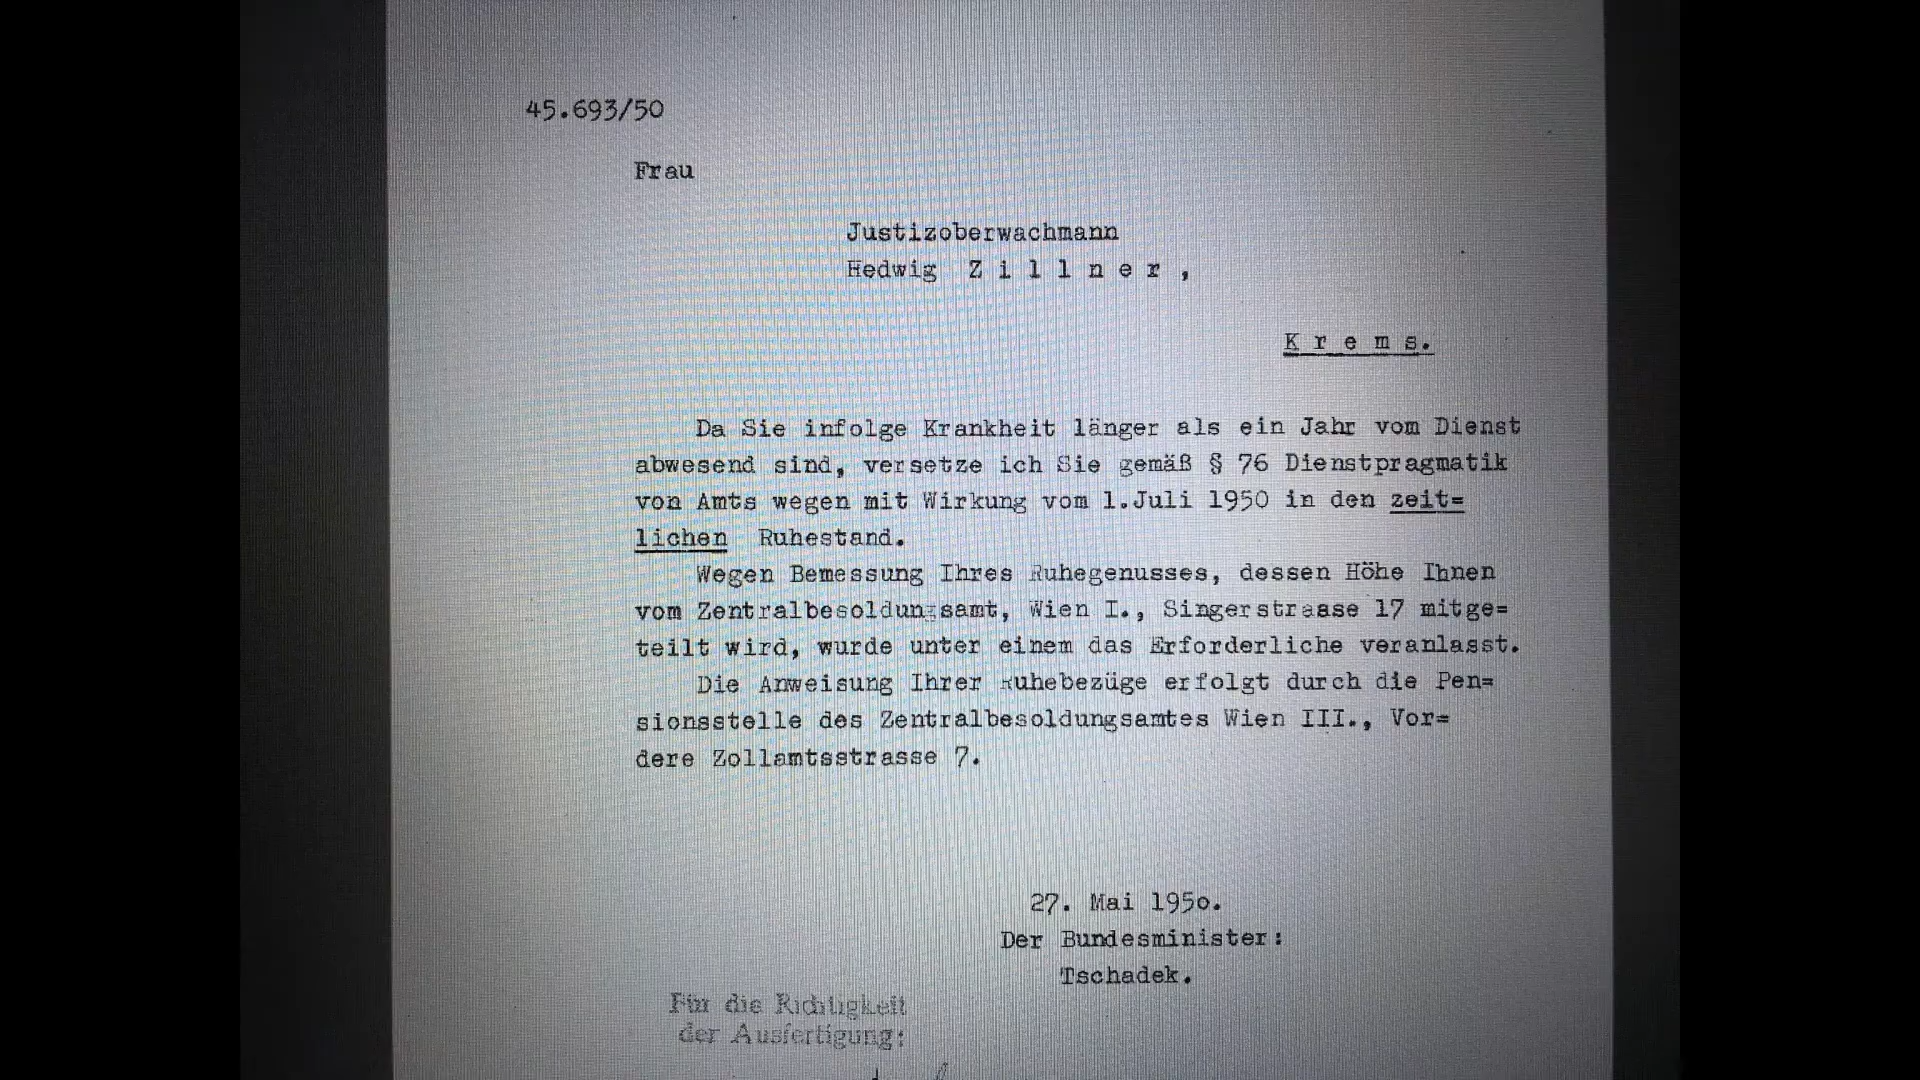 45.693/50
Frau
Justizoberwachmann
Hedwig Z i l l n e r ,
K r e m s.
Da Sie infolge Krankheit länger als ein Jahr vom Dienst
abwesend sind, versetze ich Sie gemäß § 76 Dienstpragmatik
von Amts wegen mit Wirkung vom 1.Juli 1950 in den zeit=
lichen Ruhestand.
Wegen Bemessung Ihres Ruhegenusses, dessen Höhe Ihnen
vom Zentralbesoldungsamt, Wien I., Singerstrasse 17 mitge=
teilt wird, wurde unter einem das Erforderliche veranlasst.
Die Anweisung Ihrer Ruhebezüge erfolgt durch die Pen=
sionsstelle des Zentralbesoldungsamtes Wien III., Vor=
dere Zollamtsstrasse 7.
27. Mai 195o.
Der Bundesminister:
Tschadek.
Für die Richtigkeit
der Ausfertigung: